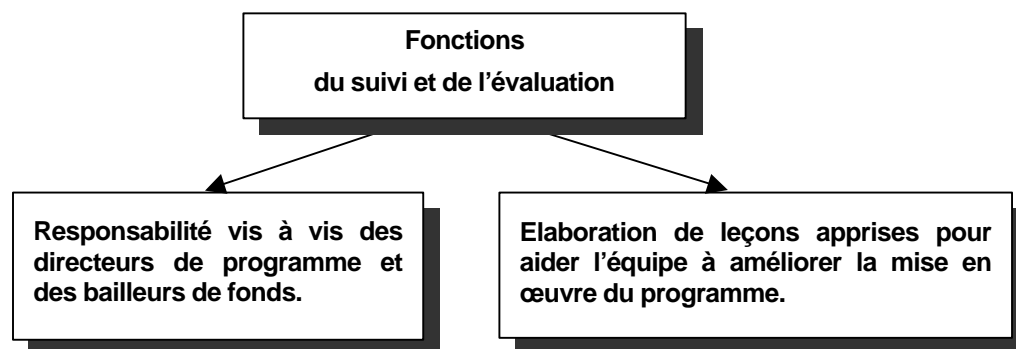 Fonctions
du suivi et de l’évaluation
Responsabilité vis à vis des
directeurs de programme et
des bailleurs de fonds.
Elaboration de leçons apprises pour
aider l’équipe à améliorer la mise en
œuvre du programme.